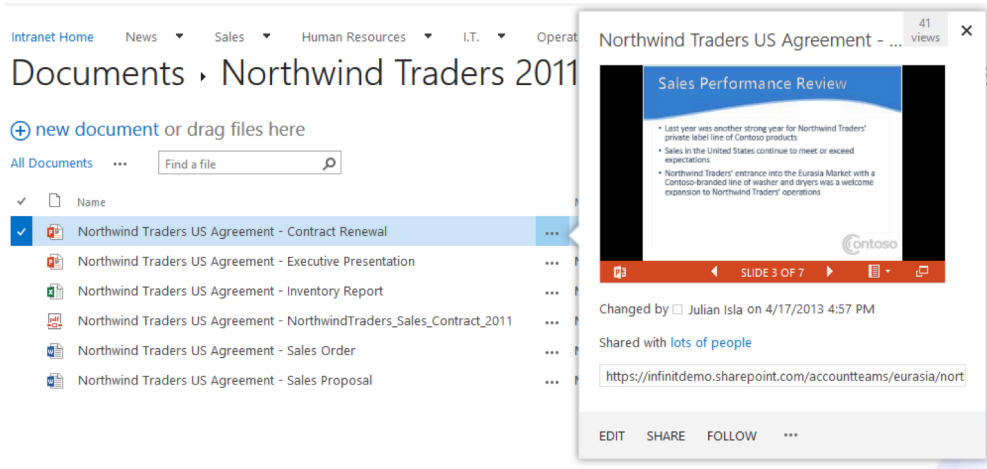 Intranet Home News Sales Human Resources I.T. Operat
Documents Northwind Traders 2011
new document or drag files here
All Documents ... Find a file
Name
Northwind Traders US Agreement - Contract Renewal ...
Northwind Traders US Agreement - Executive Presentation ...
Northwind Traders US Agreement - Inventory Report ...
Northwind Traders US Agreement - NorthwindTraders_Sales_Contract_2011 ...
Northwind Traders US Agreement - Sales Order ...
Northwind Traders US Agreement - Sales Proposal ...
41
views
Northwind Traders US Agreement - ...
Sales Performance Review
• Last year was another strong year for Northwind Traders'
private label line of Contoso products
• Sales in the United States continue to meet or exceed
expectations
• Northwind Traders' entrance into the Eurasia Market with a
Contoso-branded line of washer and dryers was a welcome
expansion to Northwind Traders' operations
Contoso
SLIDE 3 OF 7
Changed by Julian Isla on 4/17/2013 4:57 PM
Shared with lots of people
https://infinitdemo.sharepoint.com/accountteams/eurasia/nort
EDIT SHARE FOLLOW ...